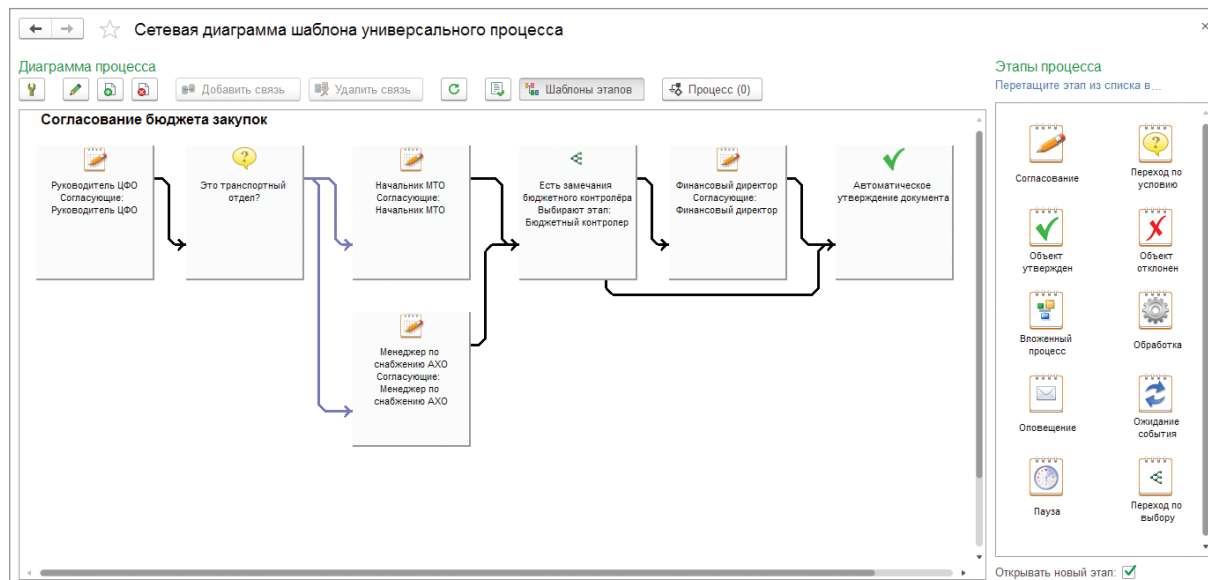 Сетевая диаграмма шаблона универсального процесса
Диаграмма процесса
Добавить связь
Удалить связь
Шаблоны этапов
Процесс (0)
Согласование бюджета закупок
Руководитель ЦФО
Согласующие:
Руководитель ЦФО
Это транспортный
отдел?
Начальник МТО
Согласующие:
Начальник МТО
Есть замечания
бюджетного контролёра
Выбирают этап:
Бюджетный контролер
Финансовый директор
Согласующие:
Финансовый директор
Автоматическое
утверждение документа
Менеджер по
снабжению АХО
Согласующие:
Менеджер по
снабжению АХО
Этапы процесса
Перетащите этап из списка в...
Согласование
Переход по
условию
Объект
утвержден
Объект
отклонен
Вложенный
процесс
Обработка
Оповещение
Ожидание
события
Пауза
Переход по
выбору
Открывать новый этап: